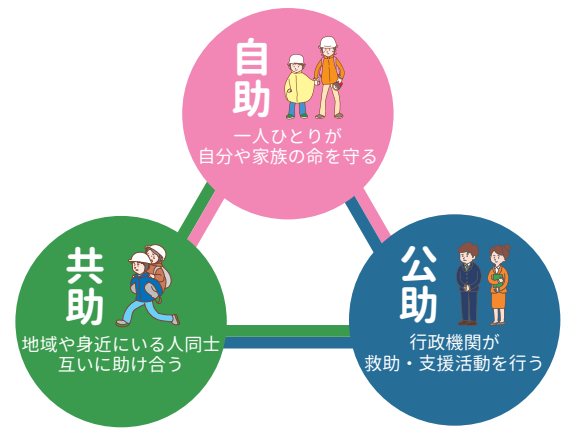 自助
一人ひとりが
自分や家族の命を守る
共助
地域や身近にいる人同士
互いに助け合う
公助
行政機関が
救助・支援活動を行う